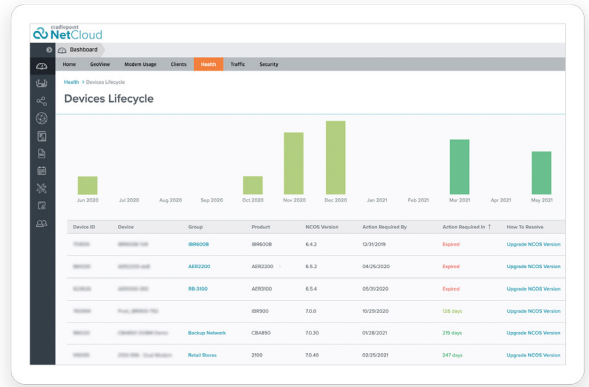 cradlepoint
NetCloud
Dashboard
Home GeoView Modem Usage Clients Health Traffic Security
Health > Devices Lifecycle
Devices Lifecycle
Jun 2020 Jul 2020 Aug 2020 Sep 2020 Oct 2020 Nov 2020 Dec 2020 Jan 2021 Feb 2021 Mar 2021 Apr 2021 May 2021
Device ID Device Group Product NCOS Version Action Required By Action Required In ↑ How To Resolve
IBR600B IBR600B 6.4.2 12/31/2019 Expired Upgrade NCOS Version
AER2200 AER2200 6.5.2 04/25/2020 Expired Upgrade NCOS Version
RB-3100 AER3100 6.5.4 05/31/2020 Expired Upgrade NCOS Version
IBR900 7.0.0 10/29/2020 128 days Upgrade NCOS Version
Backup Network CBA850 7.0.30 01/28/2021 219 days Upgrade NCOS Version
Retail Stores 2100 7.0.40 02/25/2021 247 days Upgrade NCOS Version